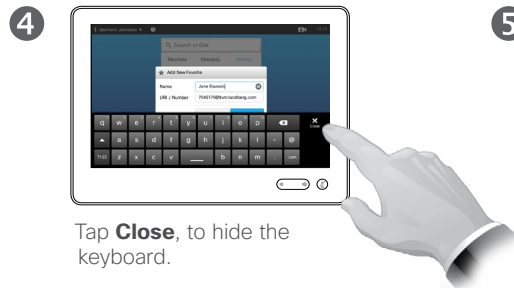 4
5
Search or Dial
Favorites Directory
Add New Favorite
Name Jane Dawson
URI / Number
q w e r t y u i o p
Close
a s d f g h j k l - @
?123 z x c v b n m . .com
Tap Close, to hide the
keyboard.